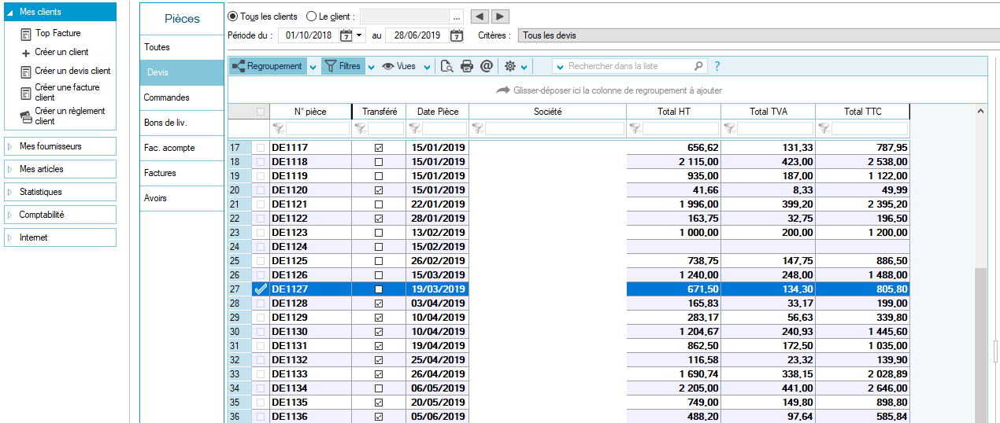 Mes clients
Top Facture
Créer un client
Créer un devis client
Créer une facture
client
Créer un règlement
client
Mes fournisseurs
Mes articles
Statistiques
Comptabilité
Internet
Pièces
Toutes
Devis
Commandes
Bons de liv.
Fac. acompte
Factures
Avoirs
Tous les clients Le client : ...
Période du : 01/10/2018 7 au 28/06/2019 7 Critères : Tous les devis
Regroupement Filtres Vues @ Rechercher dans la liste ?
Glisser-déposer ici la colonne de regroupement à ajouter
N° pièce Transféré Date Pièce Société Total HT Total TVA Total TTC
17 DE1117 15/01/2019 656,62 131,33 787,95
18 DE1118 15/01/2019 2 115,00 423,00 2 538,00
19 DE1119 15/01/2019 935,00 187,00 1 122,00
20 DE1120 15/01/2019 41,66 8,33 49,99
21 DE1121 22/01/2019 1 996,00 399,20 2 395,20
22 DE1122 28/01/2019 163,75 32,75 196,50
23 DE1123 13/02/2019 1 000,00 200,00 1 200,00
24 DE1124 15/02/2019
25 DE1125 26/02/2019 738,75 147,75 886,50
26 DE1126 15/03/2019 1 240,00 248,00 1 488,00
27 DE1127 19/03/2019 671,50 134,30 805,80
28 DE1128 03/04/2019 165,83 33,17 199,00
29 DE1129 10/04/2019 283,17 56,63 339,80
30 DE1130 10/04/2019 1 204,67 240,93 1 445,60
31 DE1131 19/04/2019 862,50 172,50 1 035,00
32 DE1132 25/04/2019 116,58 23,32 139,90
33 DE1133 26/04/2019 1 690,74 338,15 2 028,89
34 DE1134 06/05/2019 2 205,00 441,00 2 646,00
35 DE1135 20/05/2019 749,00 149,80 898,80
36 DE1136 05/06/2019 488,20 97,64 585,84